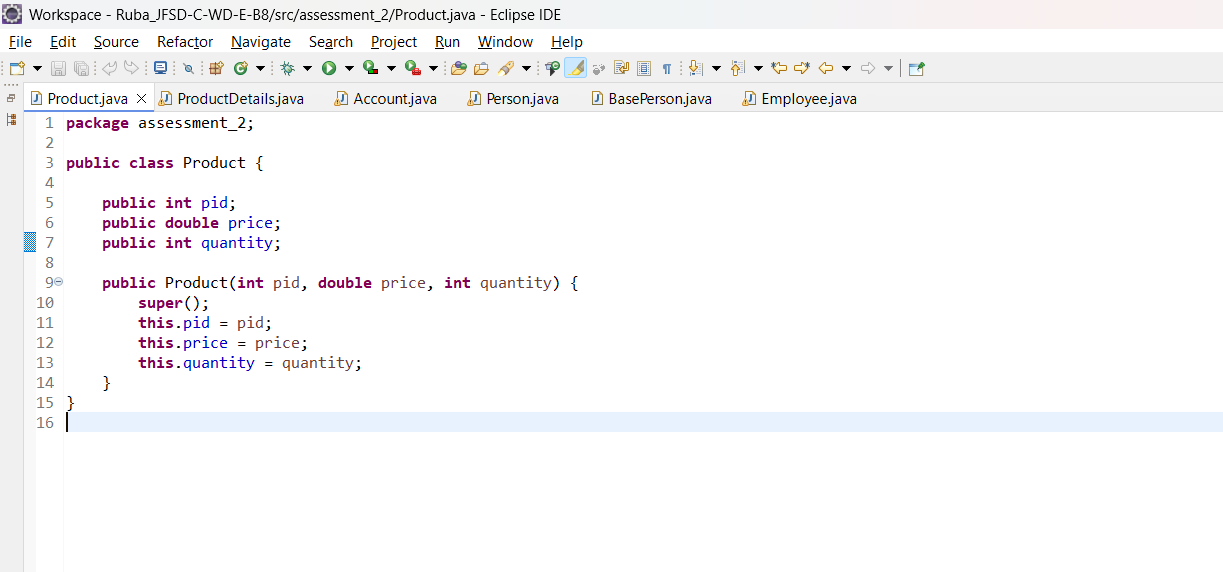 Workspace - Ruba_JFSD-C-WD-E-B8/src/assessment_2/Product.java - Eclipse IDE
File Edit Source Refactor Navigate Search Project Run Window Help
Product.java ProductDetails.java Account.java Person.java BasePerson.java Employee.java
1 package assessment_2;
2
3 public class Product {
4
5     public int pid;
6     public double price;
7     public int quantity;
8
9     public Product(int pid, double price, int quantity) {
10         super();
11         this.pid = pid;
12         this.price = price;
13         this.quantity = quantity;
14     }
15 }
16